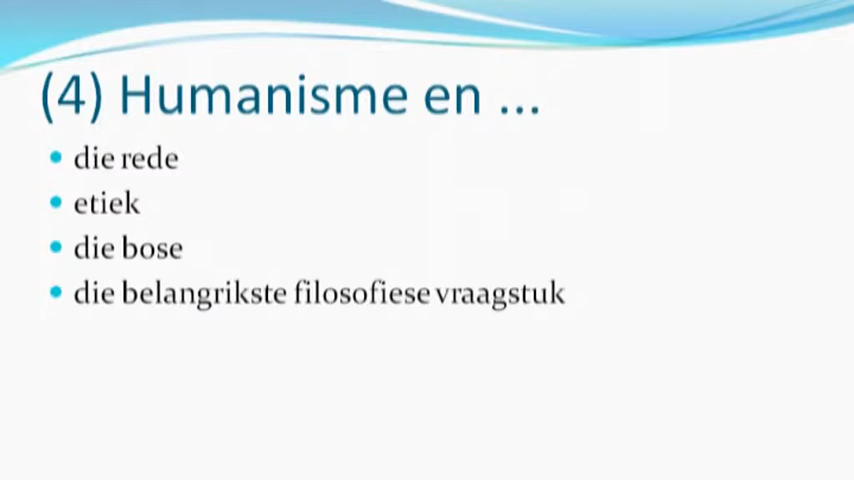 (4) Humanisme en ...
die rede
etiek
die bose
die belangrikste filosofiese vraagstuk